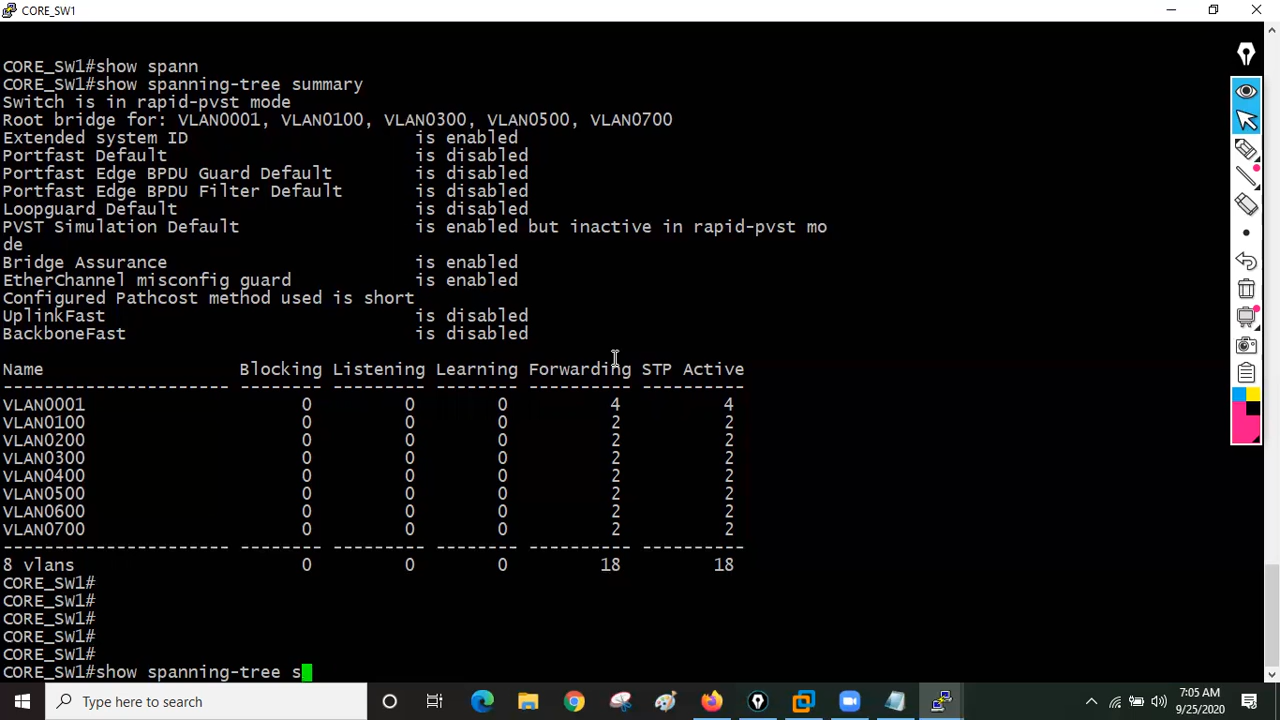 CORE_SW1
CORE_SW1#show spann
CORE_SW1#show spanning-tree summary
Switch is in rapid-pvst mode
Root bridge for: VLAN0001, VLAN0100, VLAN0300, VLAN0500, VLAN0700
Extended system ID is enabled
Portfast Default is disabled
Portfast Edge BPDU Guard Default is disabled
Portfast Edge BPDU Filter Default is disabled
Loopguard Default is disabled
PVST Simulation Default is enabled but inactive in rapid-pvst mo
de
Bridge Assurance is enabled
EtherChannel misconfig guard is enabled
Configured Pathcost method used is short
UplinkFast is disabled
BackboneFast is disabled
Name Blocking Listening Learning Forwarding STP Active
---------------------- -------- --------- -------- ---------- ----------
VLAN0001 0 0 0 4 4
VLAN0100 0 0 0 2 2
VLAN0200 0 0 0 2 2
VLAN0300 0 0 0 2 2
VLAN0400 0 0 0 2 2
VLAN0500 0 0 0 2 2
VLAN0600 0 0 0 2 2
VLAN0700 0 0 0 2 2
---------------------- -------- --------- -------- ---------- ----------
8 vlans 0 0 0 18 18
CORE_SW1#
CORE_SW1#
CORE_SW1#
CORE_SW1#
CORE_SW1#
CORE_SW1#show spanning-tree s
Type here to search
7:05 AM
9/25/2020